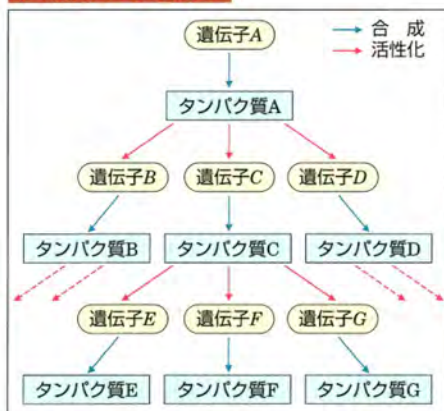 遺伝子A
合 成
活性化
タンパク質A
遺伝子B 遺伝子C 遺伝子D
タンパク質B タンパク質C タンパク質D
遺伝子E 遺伝子F 遺伝子G
タンパク質E タンパク質F タンパク質G